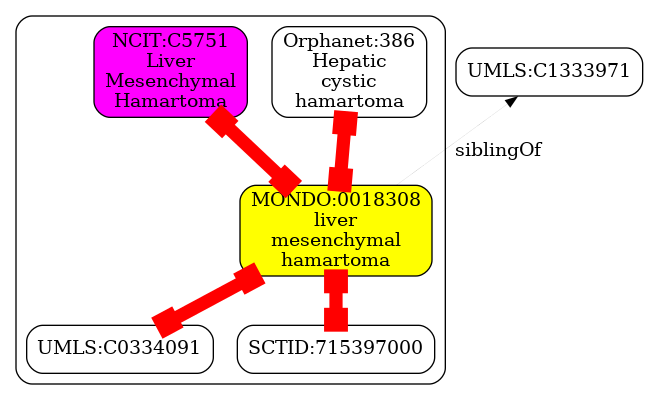 NCIT:C5751
Liver
Mesenchymal
Hamartoma
Orphanet:386
Hepatic
cystic
hamartoma
UMLS:C1333971
siblingOf
MONDO:0018308
liver
mesenchymal
hamartoma
UMLS:C0334091
SCTID:715397000